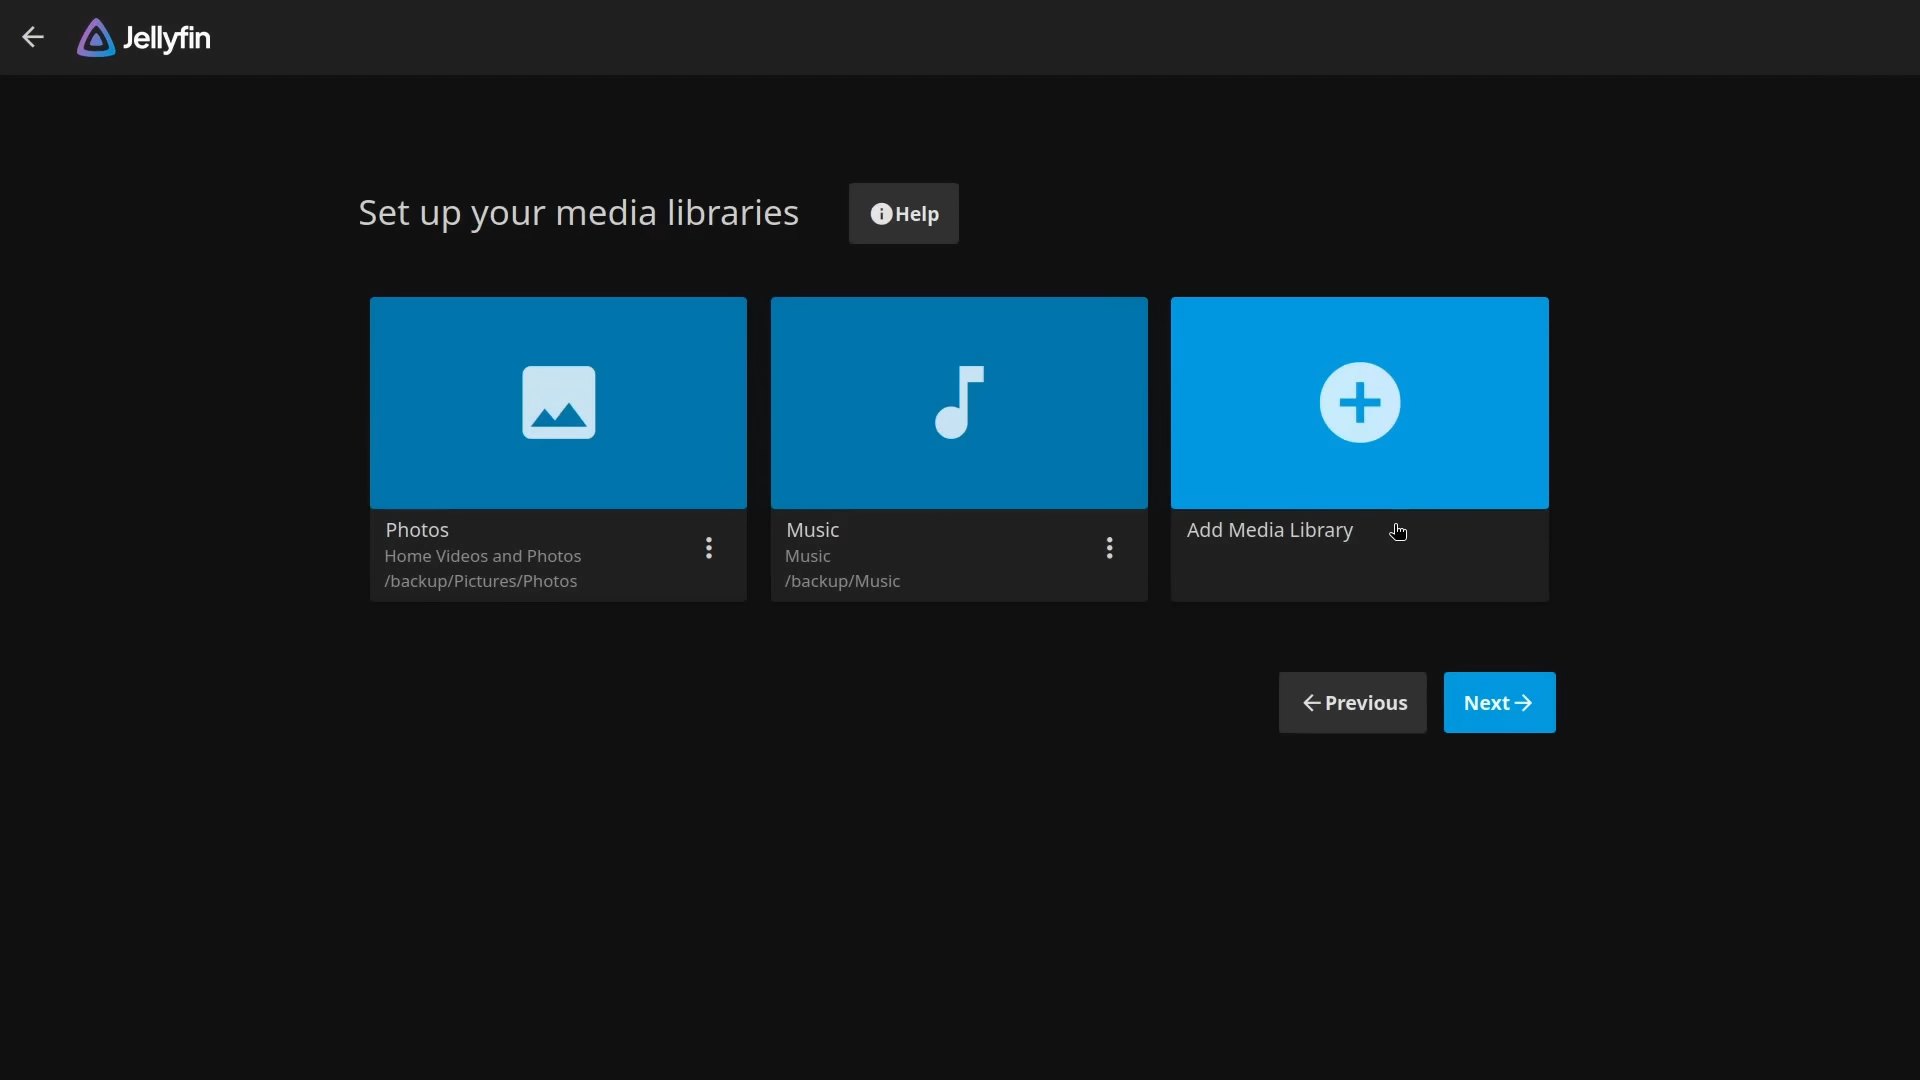 Jellyfin
Set up your media libraries
Help
Photos
Home Videos and Photos
/backup/Pictures/Photos
Music
Music
/backup/Music
Add Media Library
Previous
Next